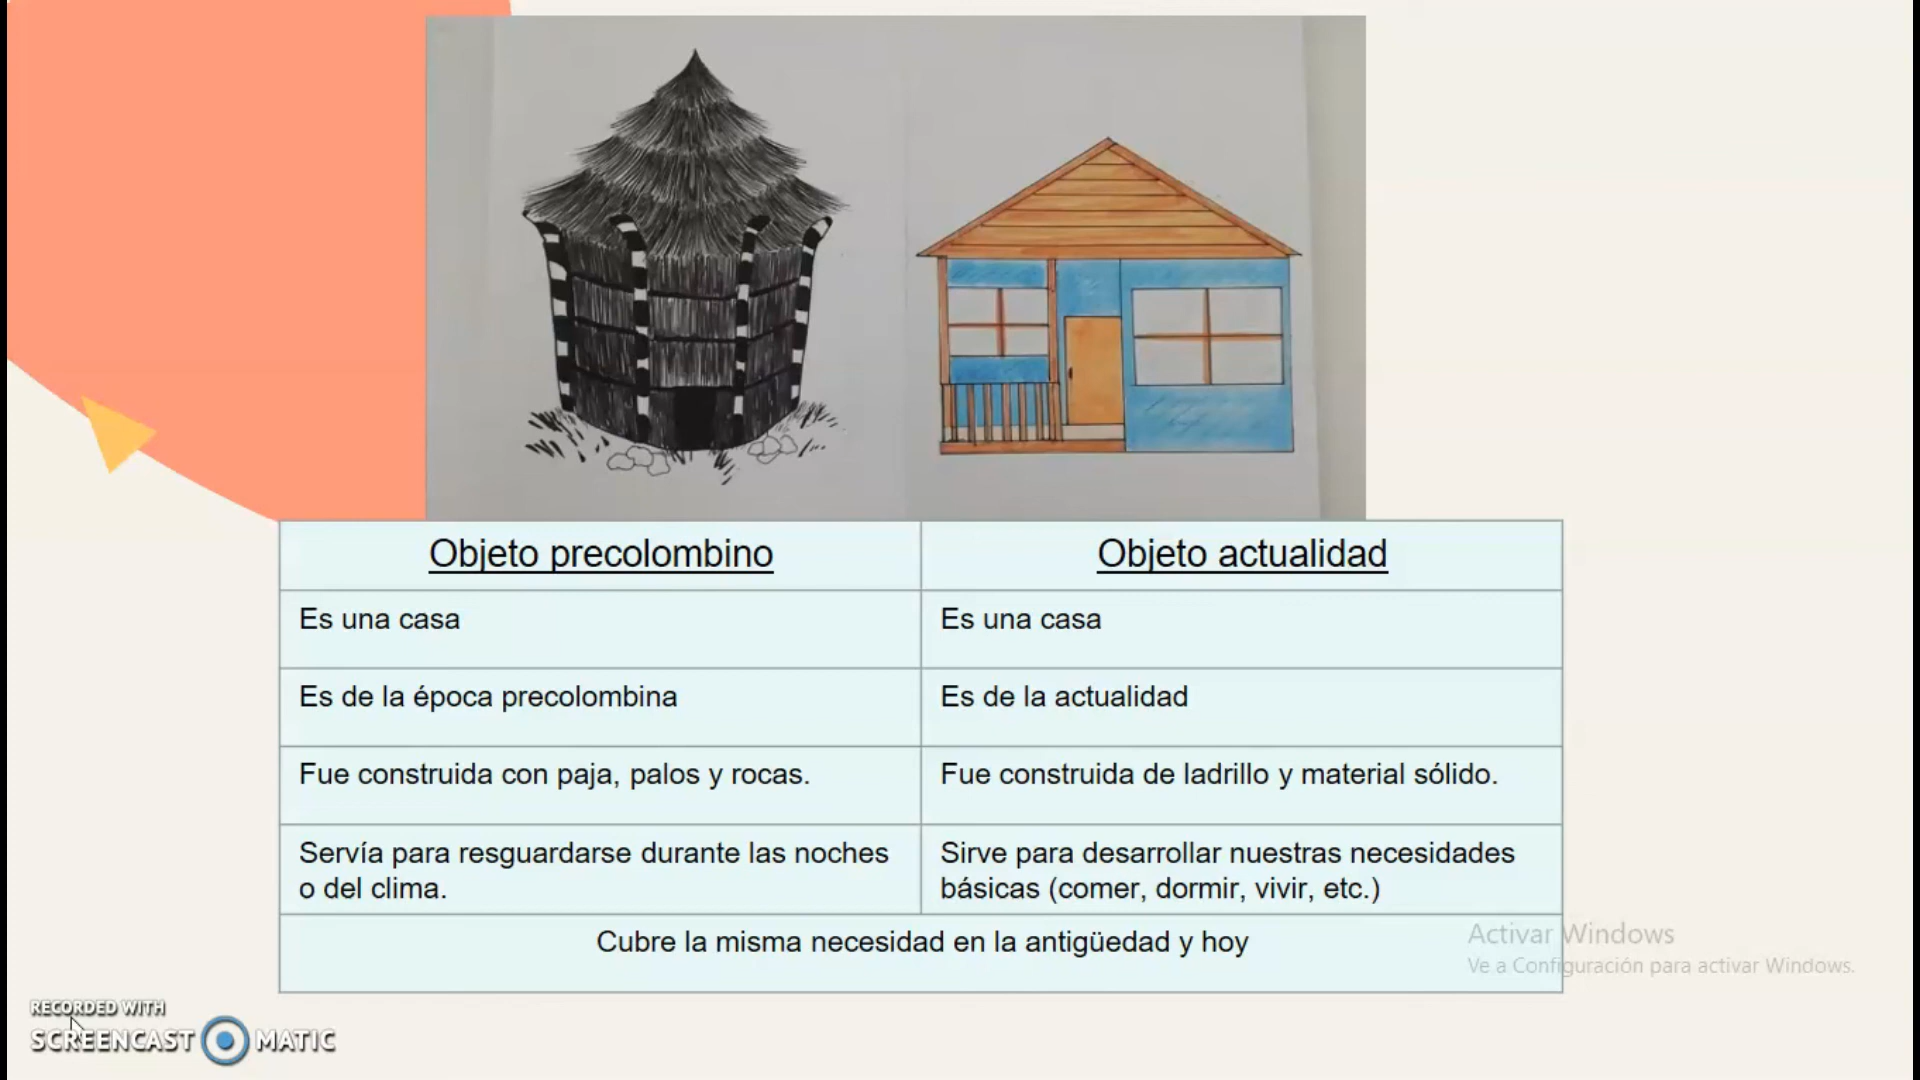 Objeto precolombino
Objeto actualidad
Es una casa
Es una casa
Es de la época precolombina
Es de la actualidad
Fue construida con paja, palos y rocas.
Fue construida de ladrillo y material sólido.
Servía para resguardarse durante las noches
o del clima.
Sirve para desarrollar nuestras necesidades
básicas (comer, dormir, vivir, etc.)
Cubre la misma necesidad en la antigüedad y hoy
Activar Windows
Ve a Configuración para activar Windows.
RECORDED WITH
SCREENCAST MATIC